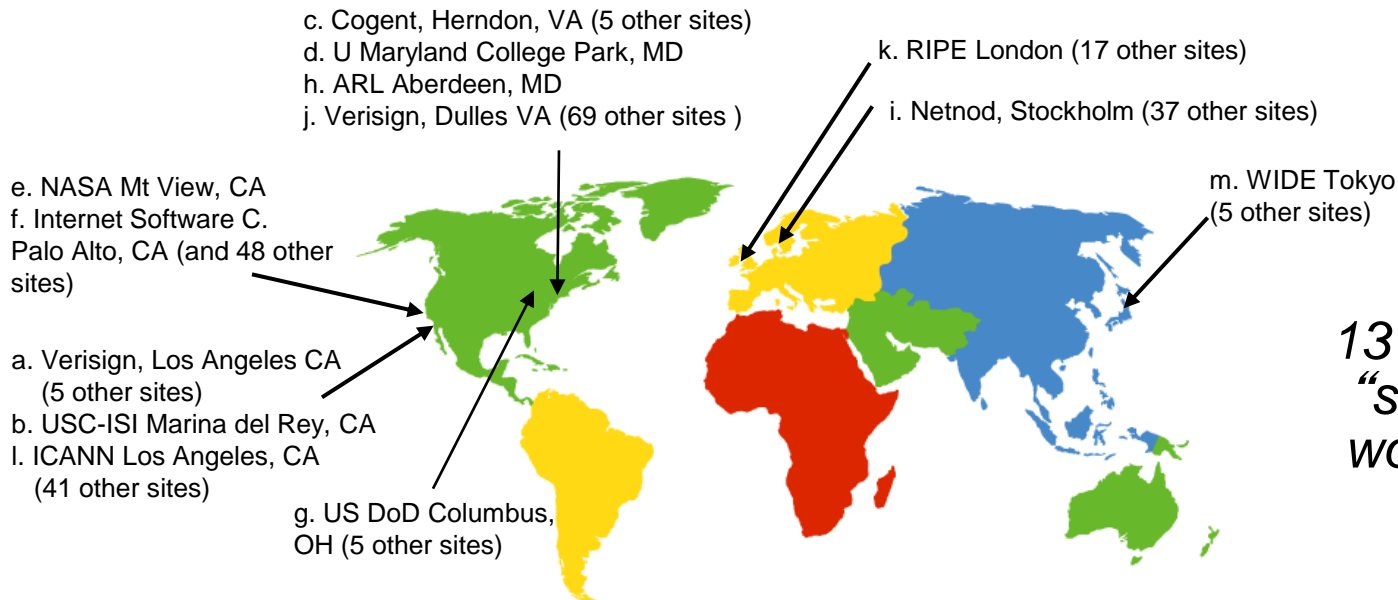 c. Cogent, Herndon, VA (5 other sites)
d. U Maryland College Park, MD
h. ARL Aberdeen, MD
j. Verisign, Dulles VA (69 other sites )
k. RIPE London (17 other sites)
i. Netnod, Stockholm (37 other sites)
m. WIDE Tokyo
(5 other sites)
e. NASA Mt View, CA
f. Internet Software C.
Palo Alto, CA (and 48 other
sites)
a. Verisign, Los Angeles CA
(5 other sites)
b. USC-ISI Marina del Rey, CA
l. ICANN Los Angeles, CA
(41 other sites)
g. US DoD Columbus,
OH (5 other sites)
13